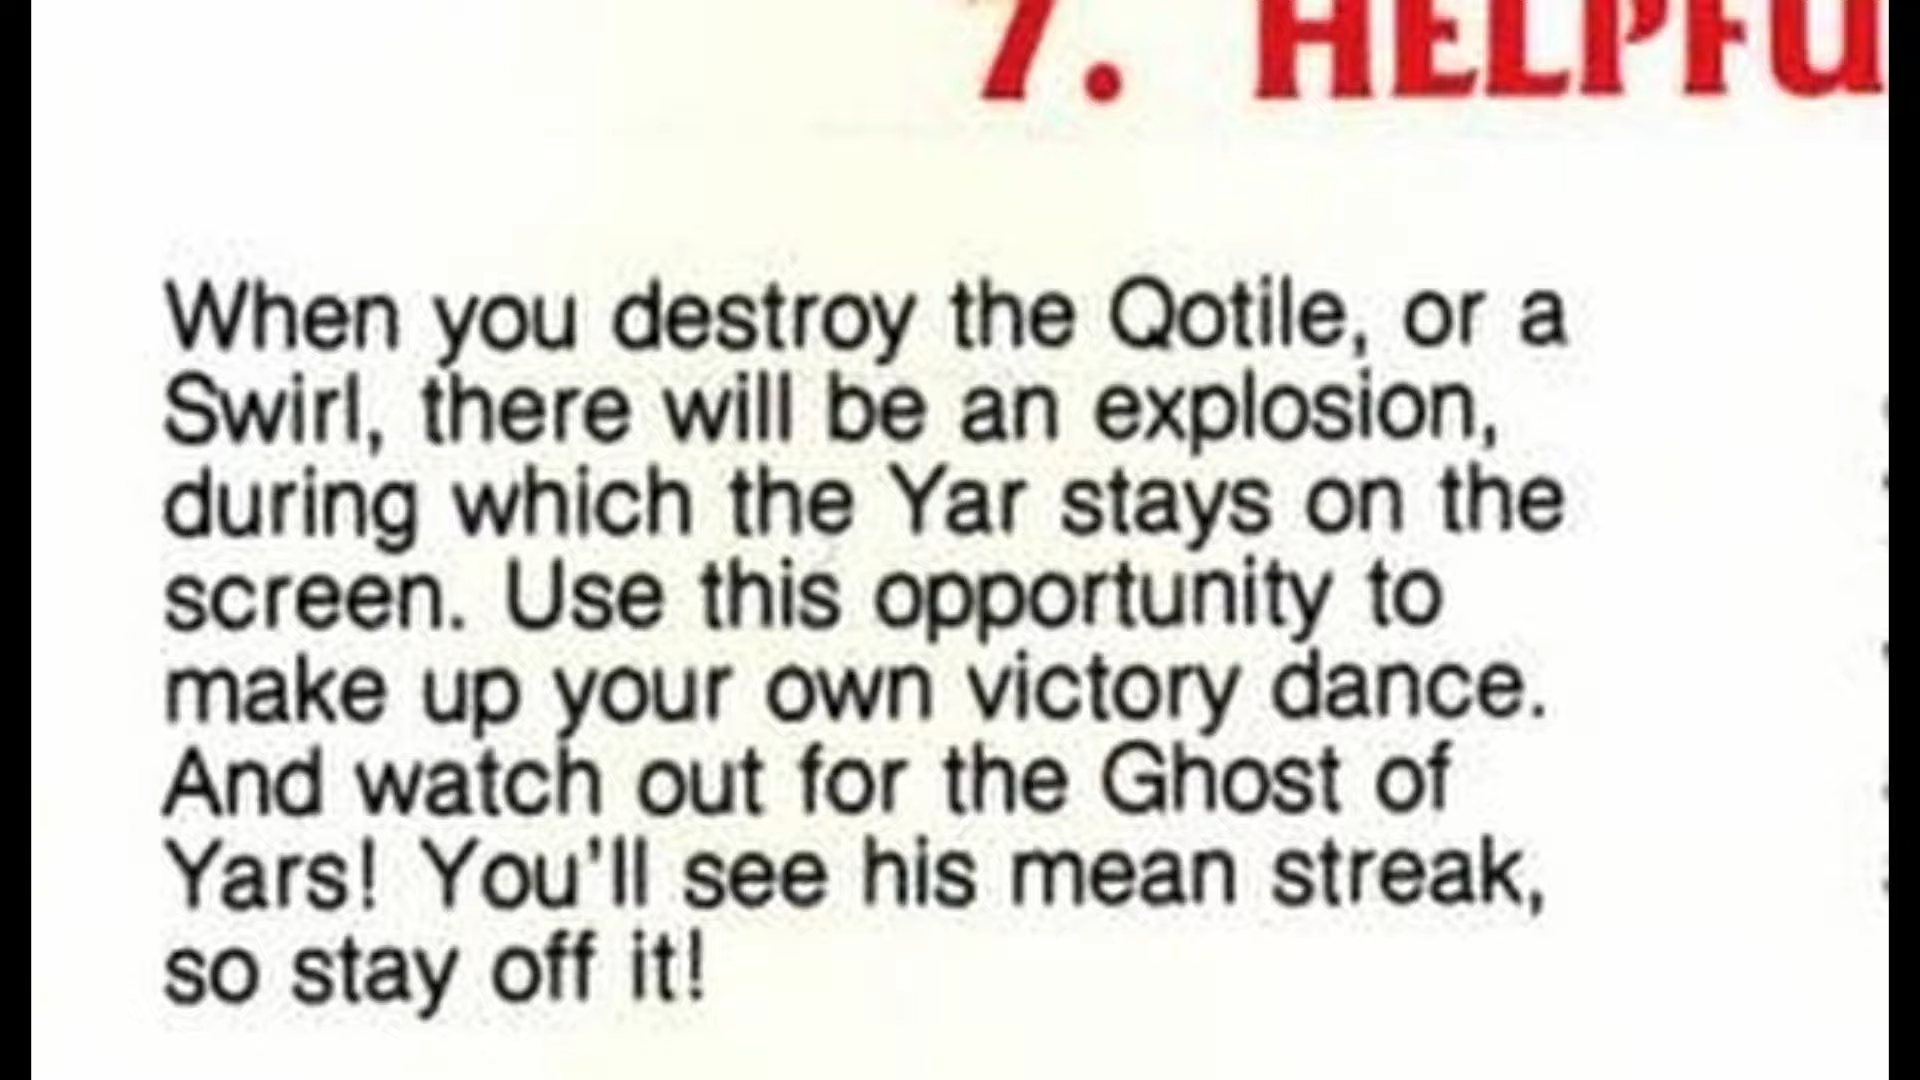 7. HELPFU
When you destroy the Qotile, or a
Swirl, there will be an explosion,
during which the Yar stays on the
screen. Use this opportunity to
make up your own victory dance.
And watch out for the Ghost of
Yars! You'll see his mean streak,
so stay off it!